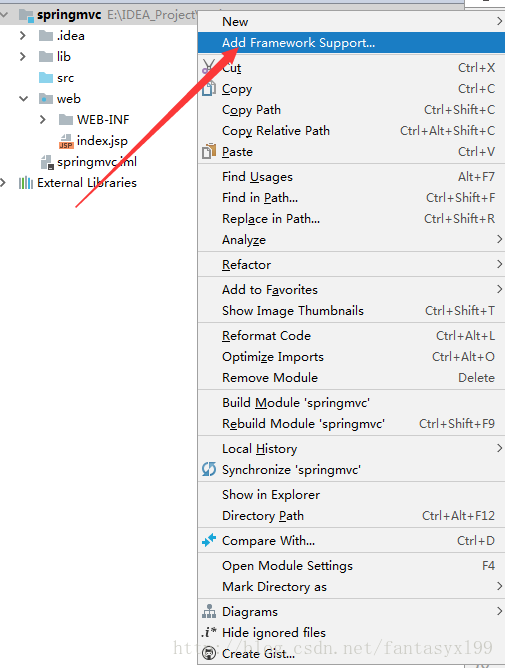 springmvc E:\IDEA_Project
.idea
lib
src
web
WEB-INF
index.jsp
springmvc.iml
External Libraries
New
Add Framework Support...
Cut Ctrl+X
Copy Ctrl+C
Copy Path Ctrl+Shift+C
Copy Relative Path Ctrl+Alt+Shift+C
Paste Ctrl+V
Find Usages Alt+F7
Find in Path... Ctrl+Shift+F
Replace in Path... Ctrl+Shift+R
Analyze
Refactor
Add to Favorites
Show Image Thumbnails Ctrl+Shift+T
Reformat Code Ctrl+Alt+L
Optimize Imports Ctrl+Alt+O
Remove Module Delete
Build Module 'springmvc'
Rebuild Module 'springmvc' Ctrl+Shift+F9
Local History
Synchronize 'springmvc'
Show in Explorer
Directory Path Ctrl+Alt+F12
Compare With... Ctrl+D
Open Module Settings F4
Mark Directory as
Diagrams
.i* Hide ignored files
http://blog.csdn.net/fantasyxl99
Create Gist...